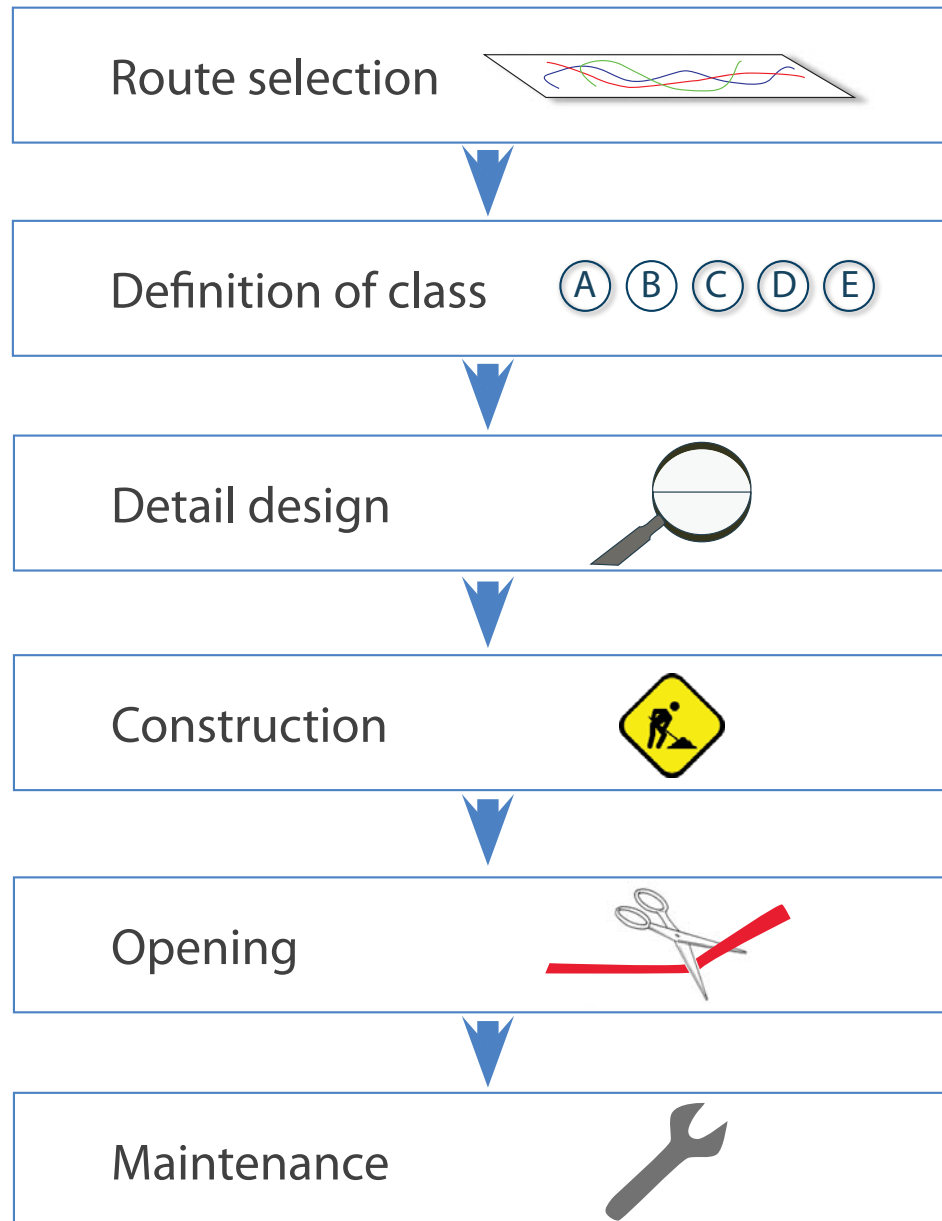 Route selection
Definition of class A B C D E
Detail design
Construction
Opening
Maintenance